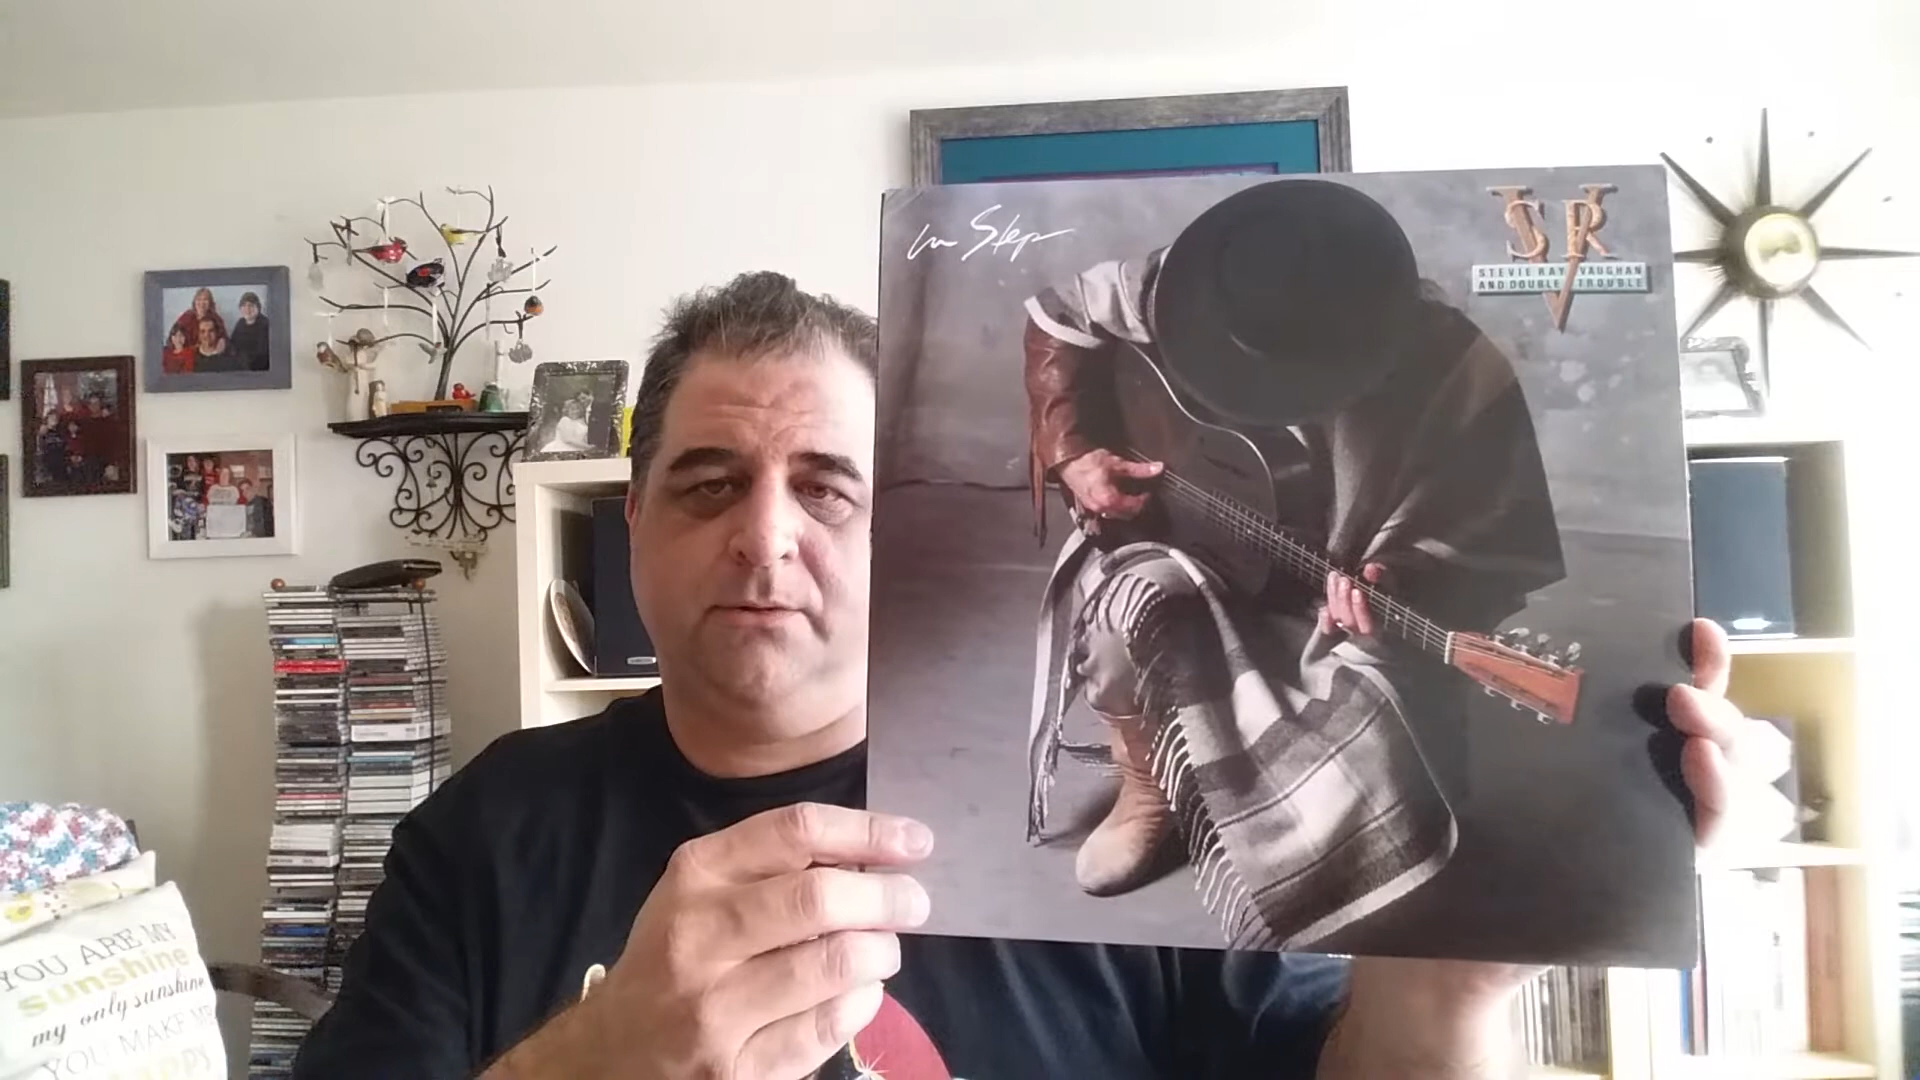 In Step
SRV
STEVIE RAY VAUGHAN
AND DOUBLE TROUBLE
YOU ARE MY
sunshine
my only sunshine
YOU MAKE ME
HAPPY